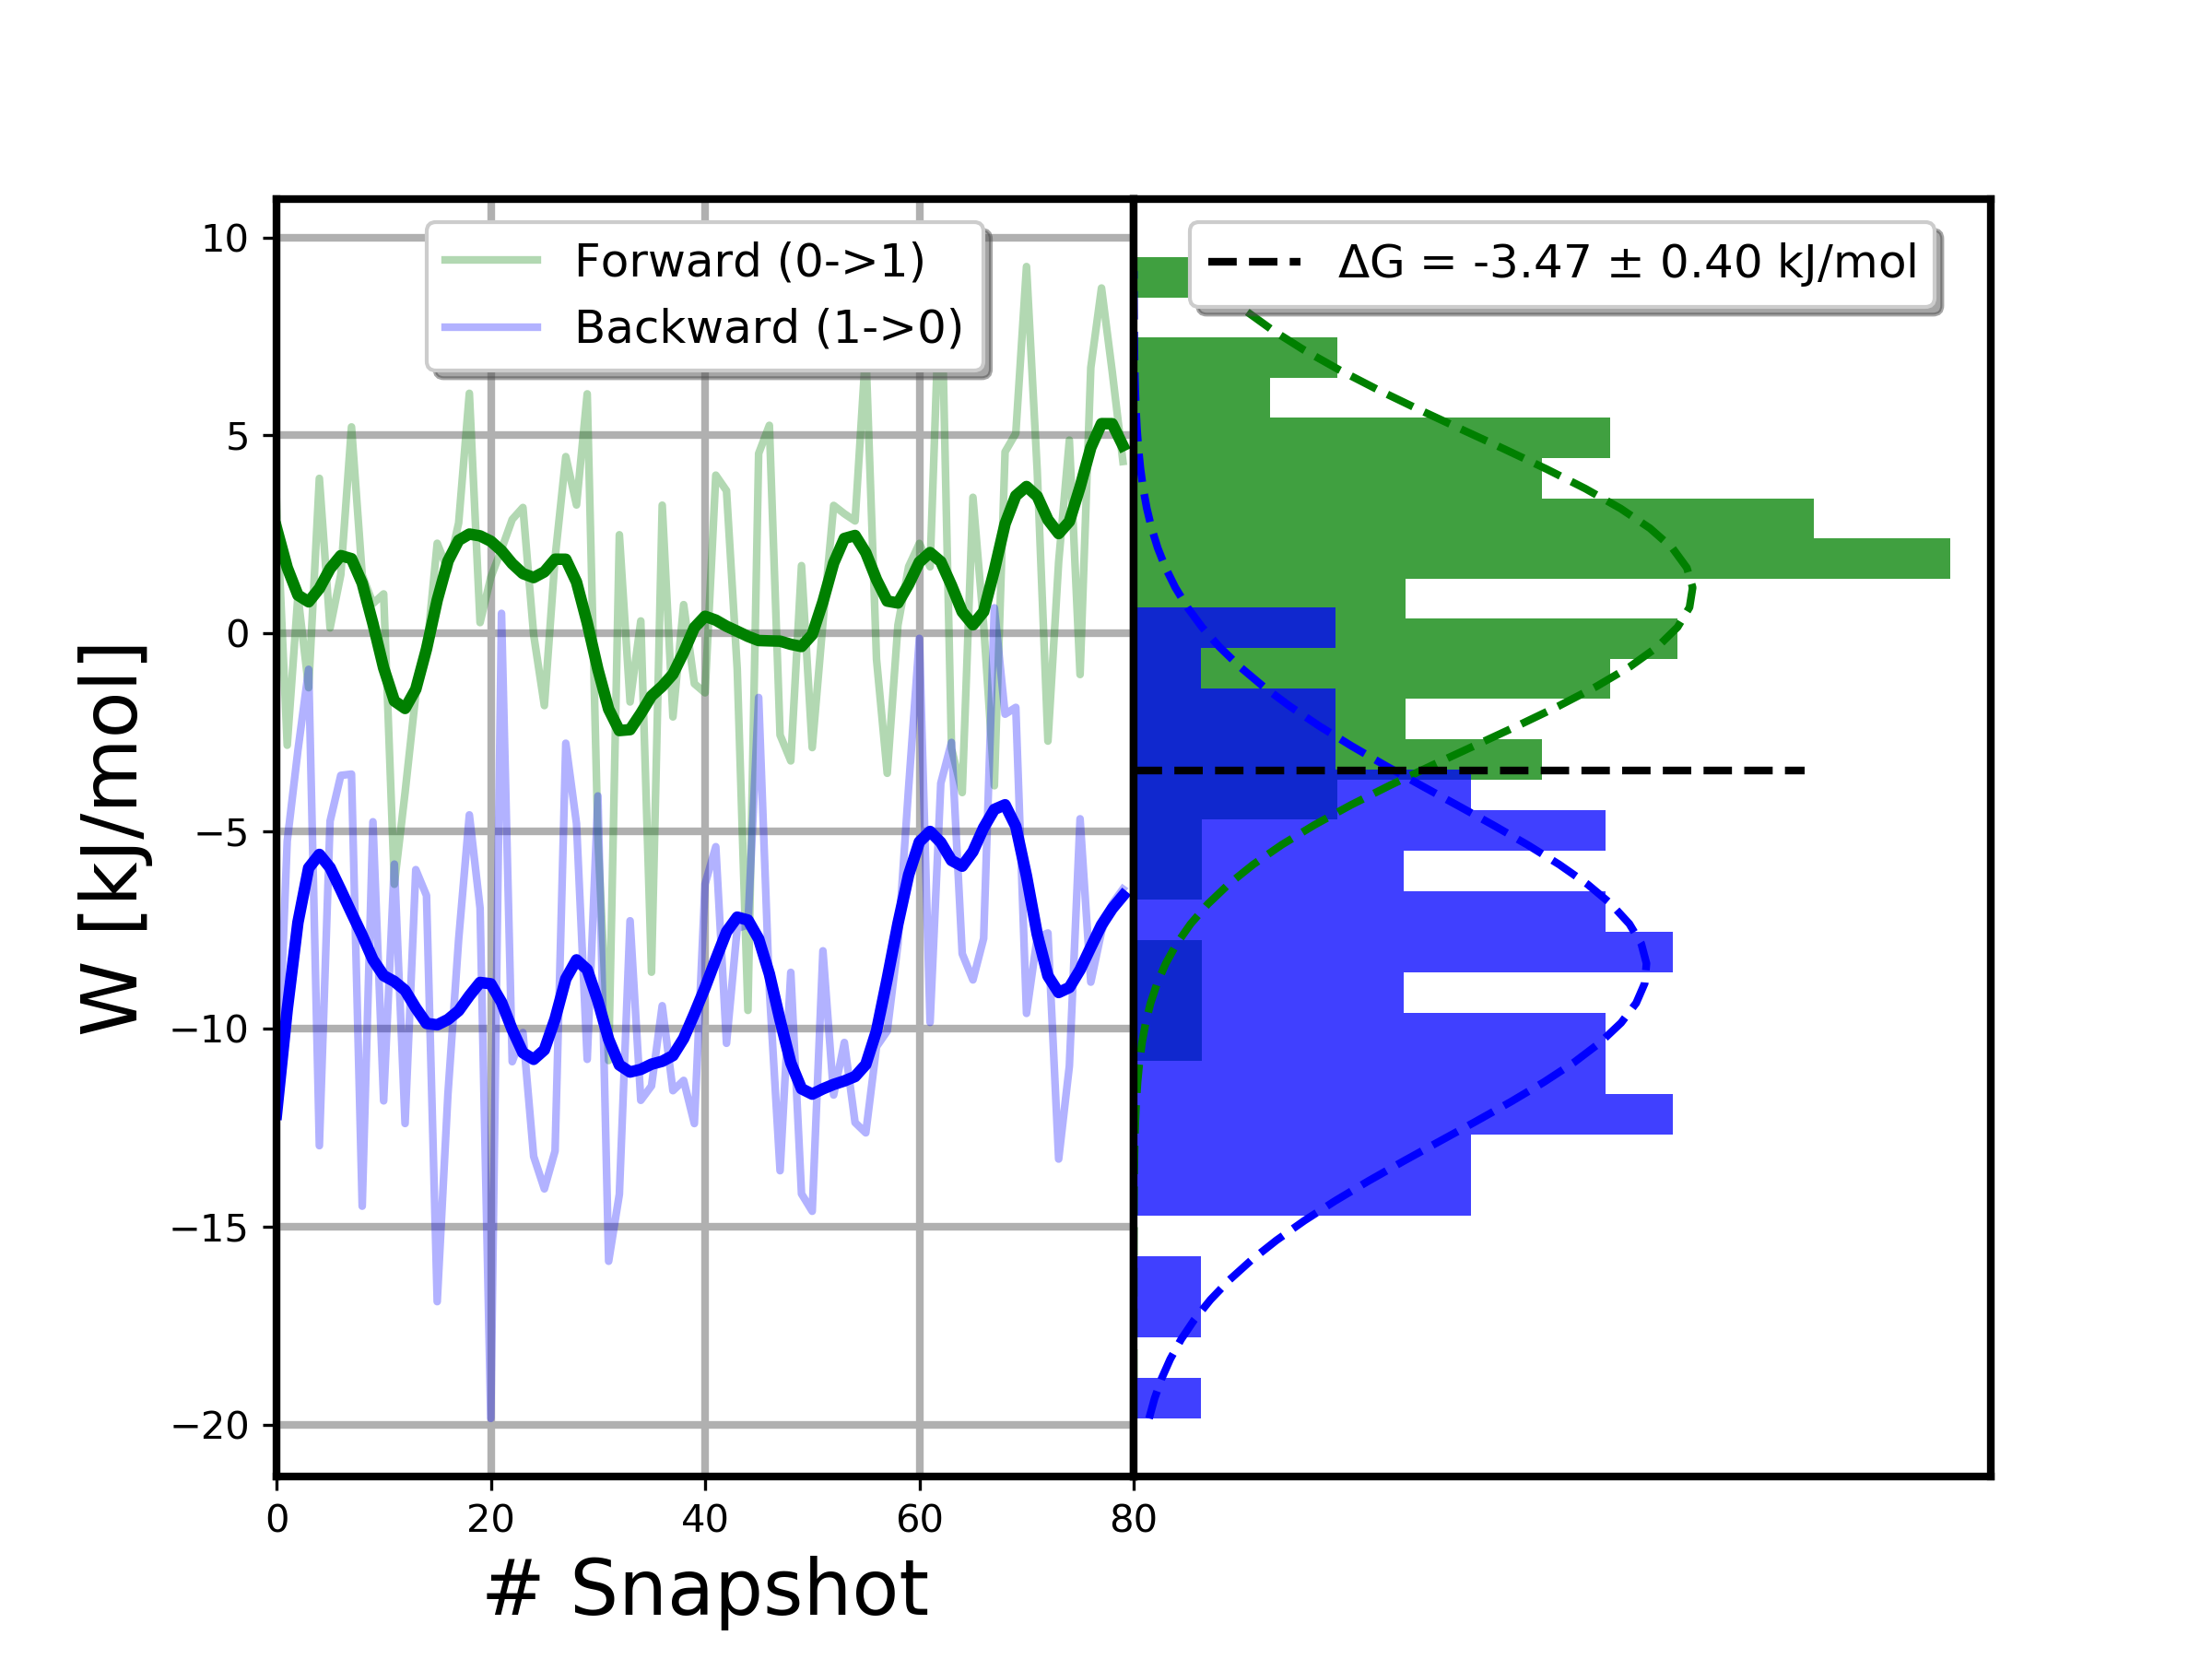 Forward (0->1)
Backward (1->0)
ΔG = -3.47 ± 0.40 kJ/mol
W [kJ/mol]
10
5
0
−5
−10
−15
−20
0 20 40 60 80
# Snapshot